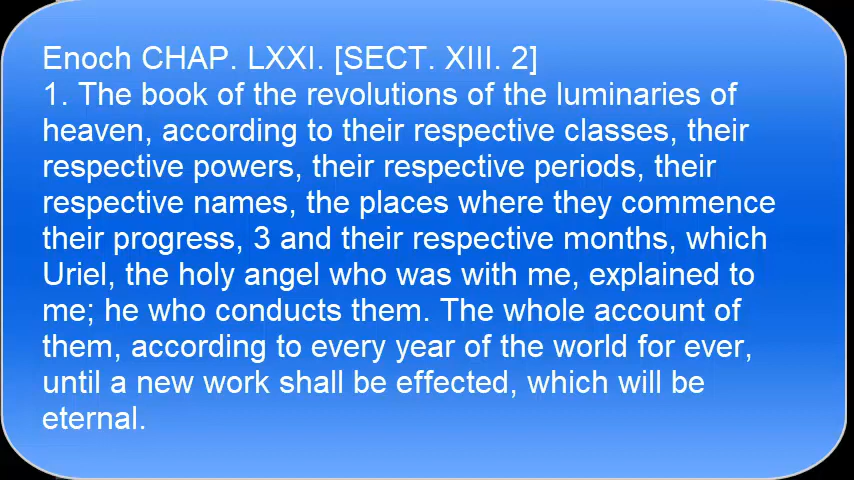 Enoch CHAP. LXXI. [SECT. XIII. 2]
1. The book of the revolutions of the luminaries of
heaven, according to their respective classes, their
respective powers, their respective periods, their
respective names, the places where they commence
their progress, 3 and their respective months, which
Uriel, the holy angel who was with me, explained to
me; he who conducts them. The whole account of
them, according to every year of the world for ever,
until a new work shall be effected, which will be
eternal.